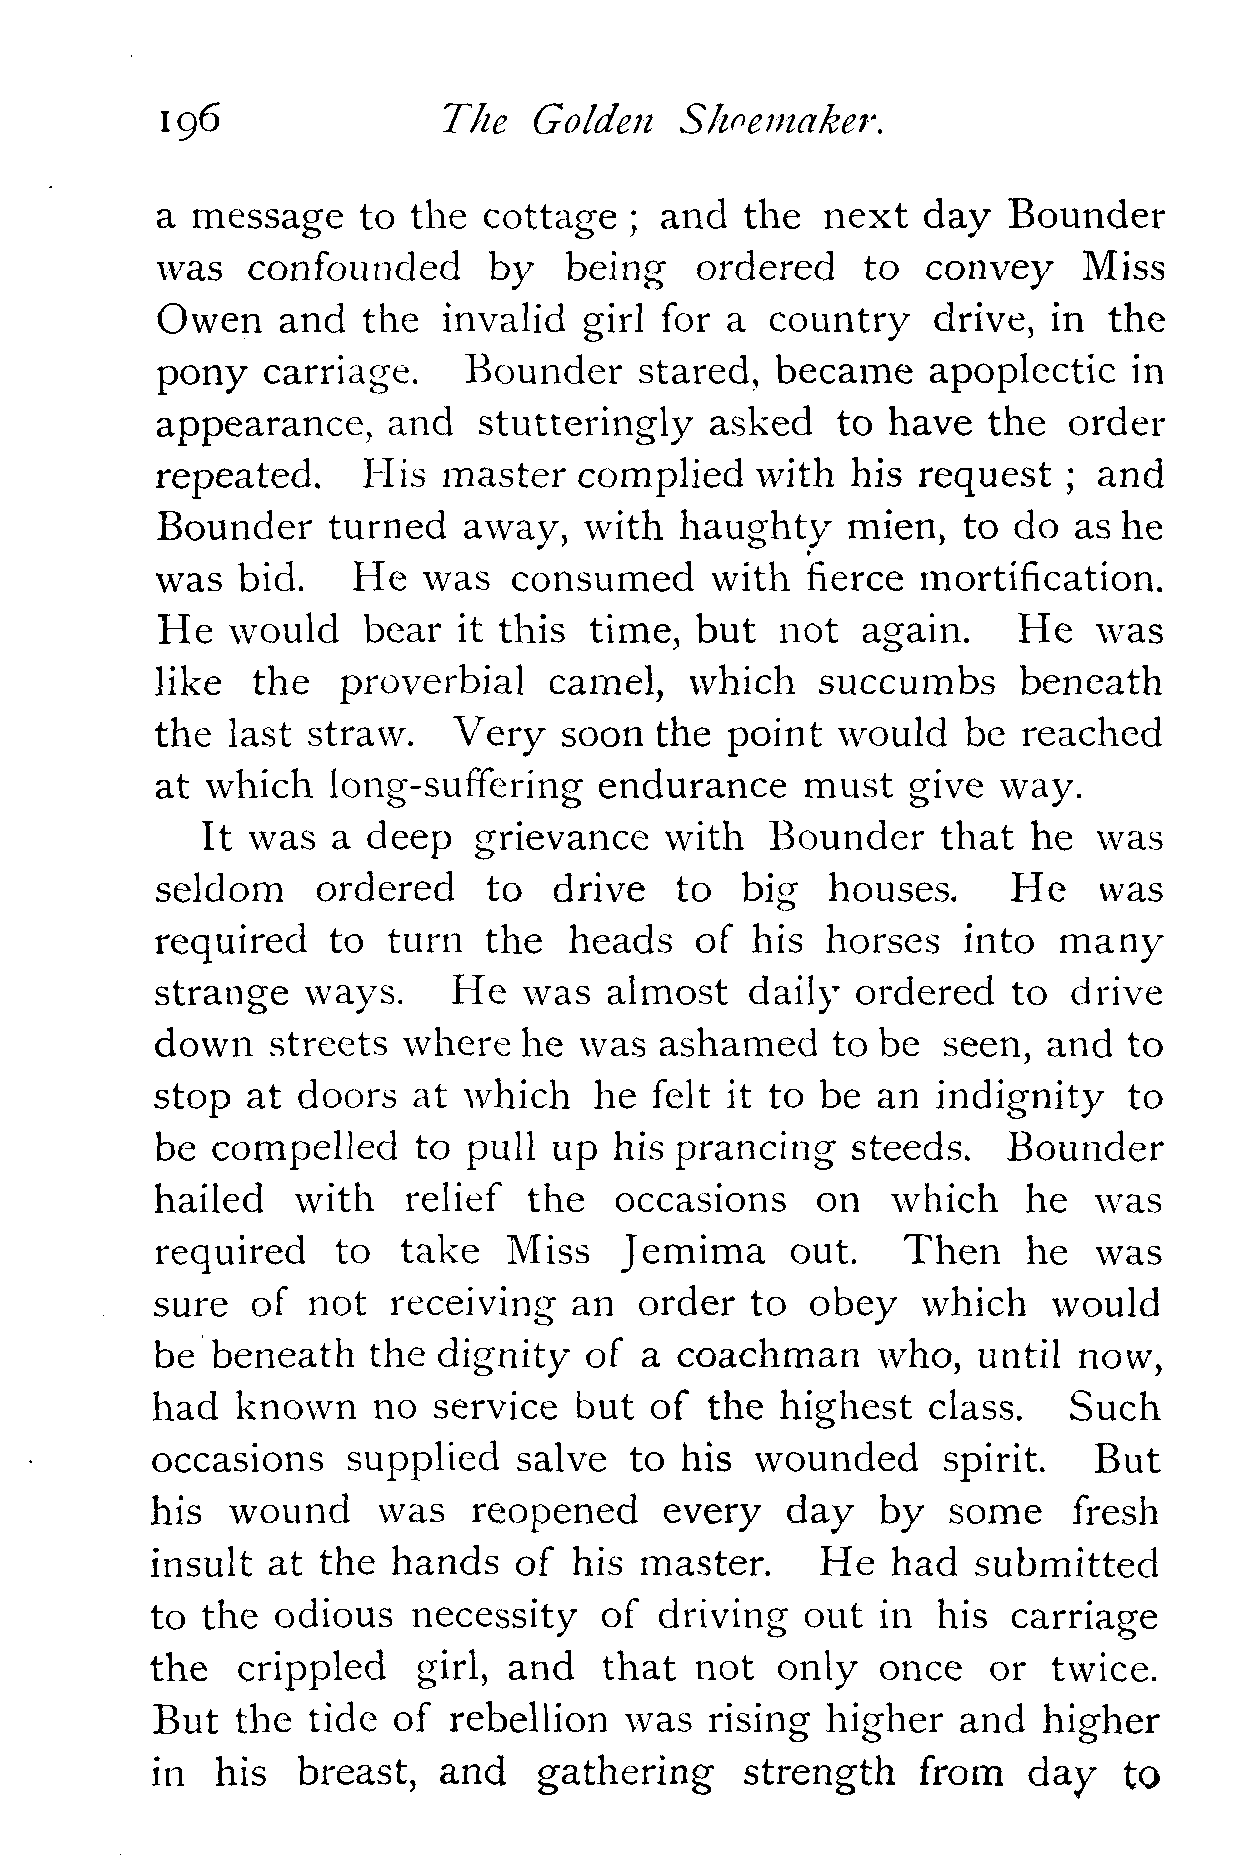 196 The Golden Shoemaker.
a message to the cottage ; and the next day Bounder
was confounded by being ordered to convey Miss
Owen and the invalid girl for a country drive, in the
pony carriage. Bounder stared, became apoplectic in
appearance, and stutteringly asked to have the order
repeated. His master complied with his request ; and
Bounder turned away, with haughty mien, to do as he
was bid. He was consumed with fierce mortification.
He would bear it this time, but not again. He was
like the proverbial camel, which succumbs beneath
the last straw. Very soon the point would be reached
at which long-suffering endurance must give way.
It was a deep grievance with Bounder that he was
seldom ordered to drive to big houses. He was
required to turn the heads of his horses into many
strange ways. He was almost daily ordered to drive
down streets where he was ashamed to be seen, and to
stop at doors at which he felt it to be an indignity to
be compelled to pull up his prancing steeds. Bounder
hailed with relief the occasions on which he was
required to take Miss Jemima out. Then he was
sure of not receiving an order to obey which would
be beneath the dignity of a coachman who, until now,
had known no service but of the highest class. Such
occasions supplied salve to his wounded spirit. But
his wound was reopened every day by some fresh
insult at the hands of his master. He had submitted
to the odious necessity of driving out in his carriage
the crippled girl, and that not only once or twice.
But the tide of rebellion was rising higher and higher
in his breast, and gathering strength from day to